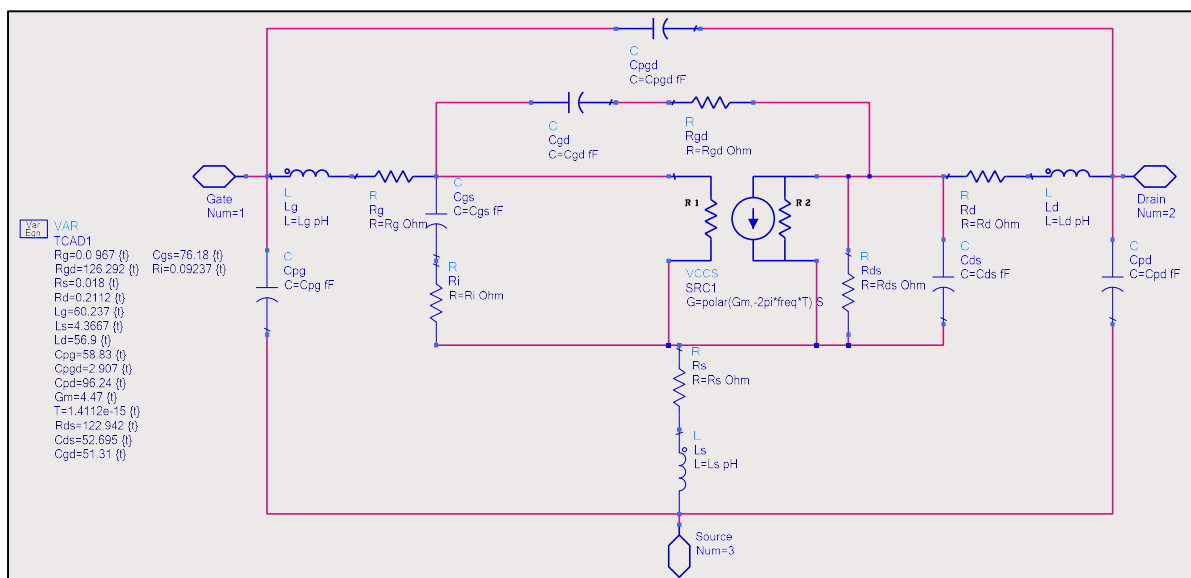 C
Cpgd
C=Cpgd fF
C
Cgd
C=Cgd fF
R
Rgd
R=Rgd Ohm
Gate
Num=1
L
Lg
L=Lg pH
R
Rg
R=Rg Ohm
C
Cgs
C=Cgs fF
R
Ri
R=Ri Ohm
R1
R2
VCCS
SRC1
G=polar(Gm,-2pi*freq*T) S
R
Rds
R=Rds Ohm
C
Cds
C=Cds fF
R
Rd
R=Rd Ohm
L
Ld
L=Ld pH
Drain
Num=2
C
Cpg
C=Cpg fF
C
Cpd
C=Cpd fF
R
Rs
R=Rs Ohm
L
Ls
L=Ls pH
Source
Num=3
Var
Eqn
VAR
TCAD1
Rg=0.0 967 {t} Cgs=76.18 {t}
Rgd=126.292 {t} Ri=0.09237 {t}
Rs=0.018 {t}
Rd=0.2112 {t}
Lg=60.237 {t}
Ls=4.3667 {t}
Ld=56.9 {t}
Cpg=58.83 {t}
Cpgd=2.907 {t}
Cpd=96.24 {t}
Gm=4.47 {t}
T=1.4112e-15 {t}
Rds=122.942 {t}
Cds=52.695 {t}
Cgd=51.31 {t}